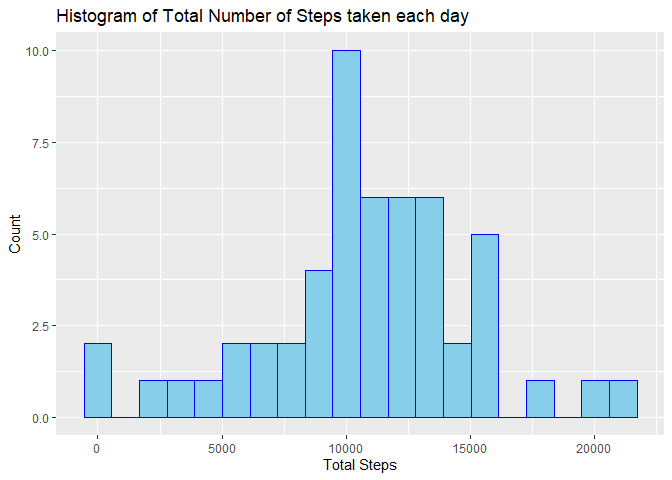 Histogram of Total Number of Steps taken each day
10.0
7.5
5.0
2.5
0.0
Count
0 5000 10000 15000 20000
Total Steps